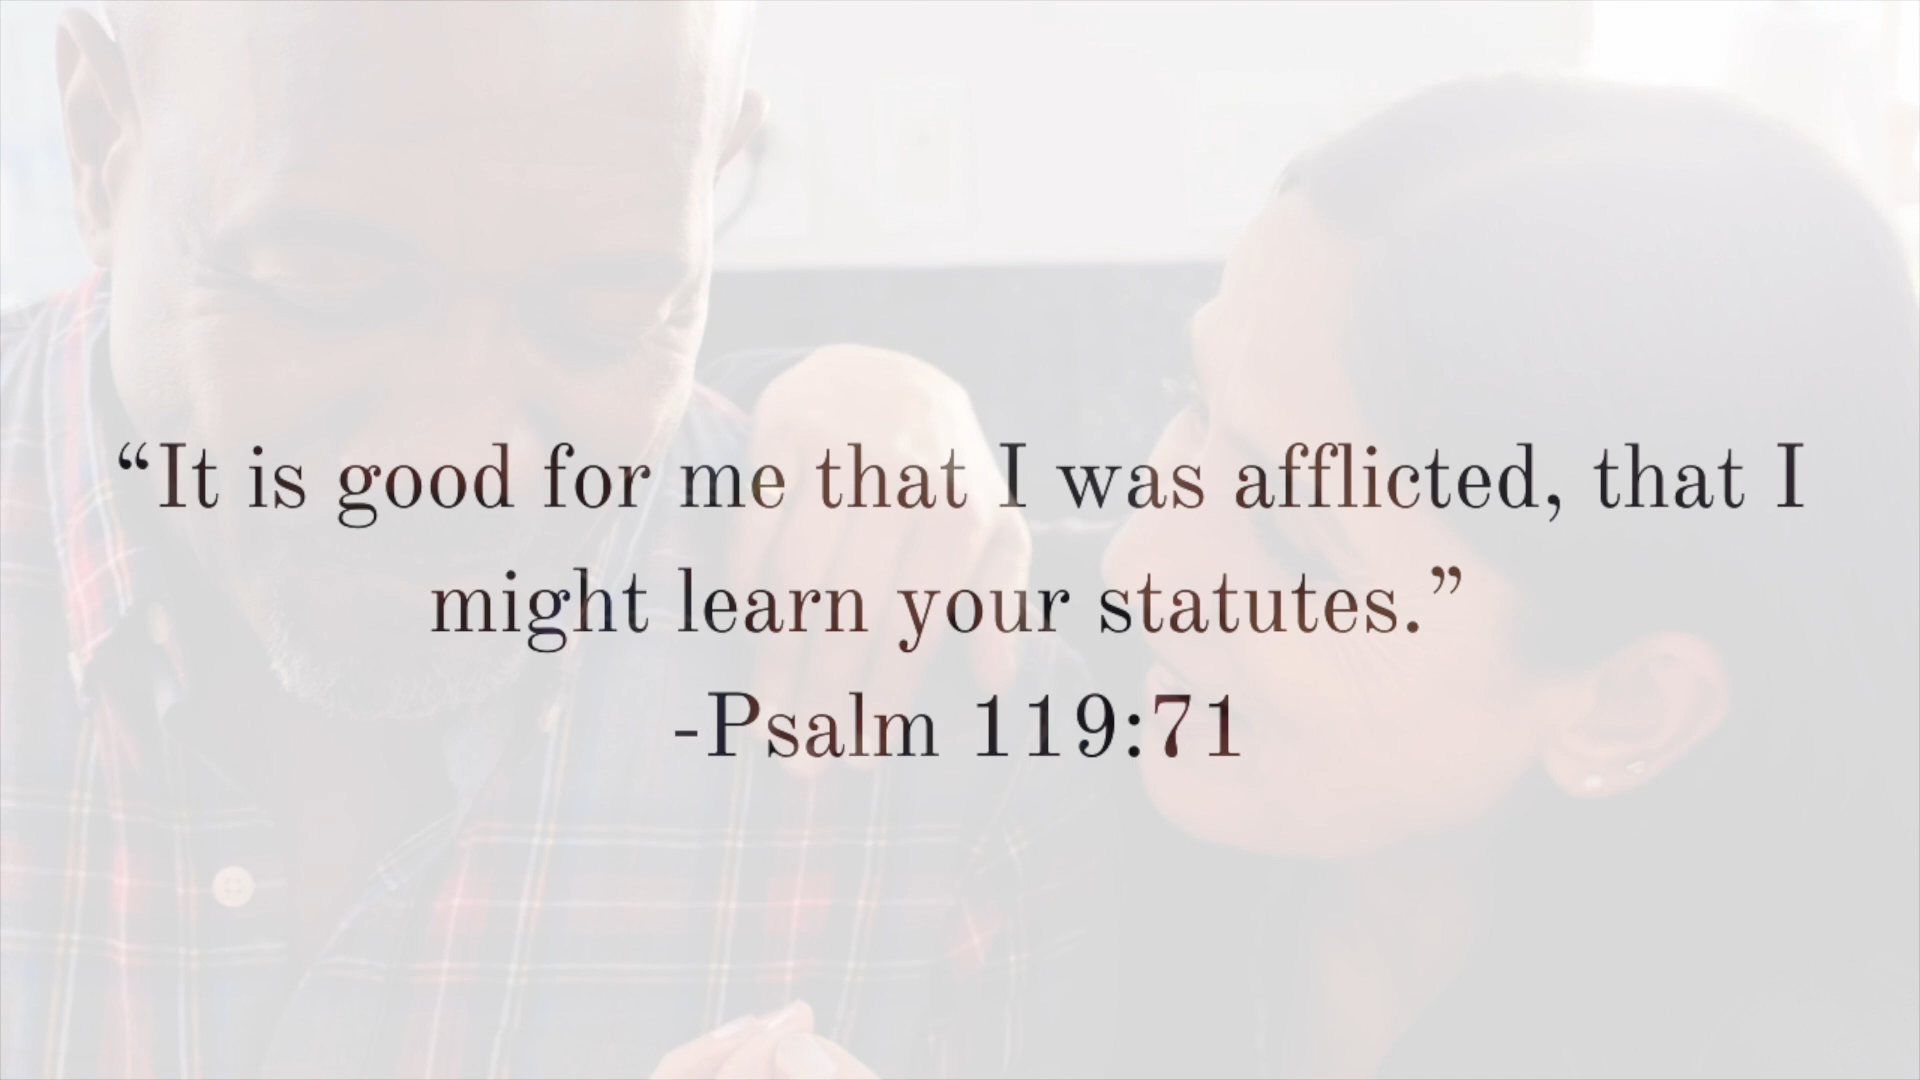 “It is good for me that I was afflicted, that I
might learn your statutes.”
-Psalm 119:71